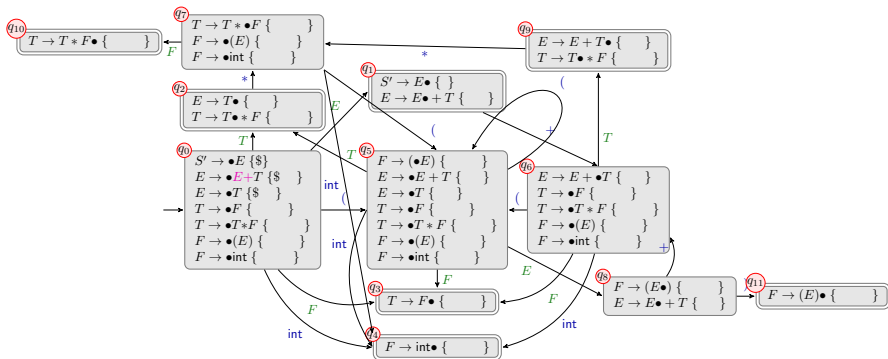 q10
T → T * F● { }
F
q7
T → T * ●F { }
F → ●(E) { }
F → ●int { }
q9
E → E + T● { }
T → T● * F { }
*
*
q2
E → T● { }
T → T● * F { }
E
q1
S' → E● { }
E → E● + T { }
(
(
+
T
T
T
q0
S' → ●E {$}
E → ●E+T {$ }
E → ●T {$ }
T → ●F { }
T → ●T*F { }
F → ●(E) { }
F → ●int { }
int
(
int
q5
F → (●E) { }
E → ●E + T { }
E → ●T { }
T → ●F { }
T → ●T * F { }
F → ●(E) { }
F → ●int { }
(
q6
E → E + ●T { }
T → ●F { }
T → ●T * F { }
F → ●(E) { }
F → ●int { }
+
F
E
F
int
F
int
q3
T → F● { }
q4
F → int● { }
q8
F → (E●) { }
E → E● + T { }
)
q11
F → (E)● { }